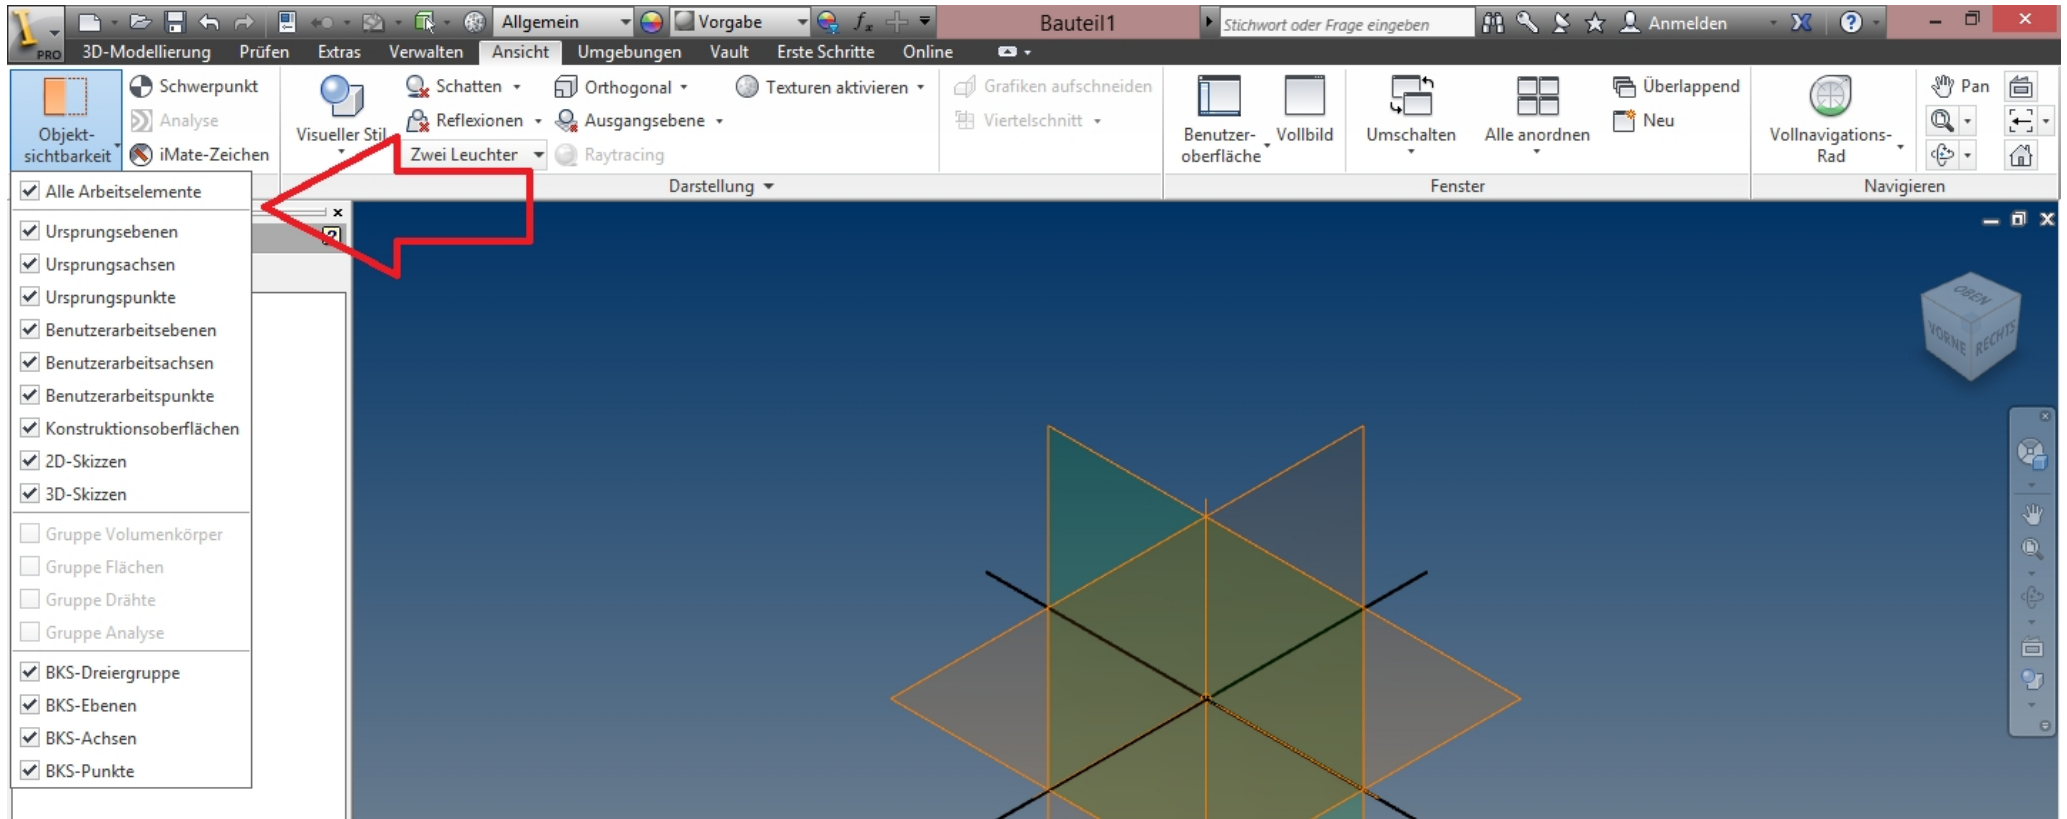 Allgemein
Vorgabe
fx
Bauteil1
Stichwort oder Frage eingeben
Anmelden
PRO
3D-Modellierung Prüfen Extras Verwalten Ansicht Umgebungen Vault Erste Schritte Online
Objekt-
sichtbarkeit
Schwerpunkt
Analyse
iMate-Zeichen
Visueller Stil
Schatten
Reflexionen
Zwei Leuchter
Orthogonal
Ausgangsebene
Raytracing
Texturen aktivieren
Grafiken aufschneiden
Viertelschnitt
Benutzer-
oberfläche
Vollbild
Umschalten
Alle anordnen
Überlappend
Neu
Vollnavigations-
Rad
Pan
Darstellung
Fenster
Navigieren
Alle Arbeitselemente
Ursprungsebenen
Ursprungsachsen
Ursprungspunkte
Benutzerarbeitsebenen
Benutzerarbeitsachsen
Benutzerarbeitspunkte
Konstruktionsoberflächen
2D-Skizzen
3D-Skizzen
Gruppe Volumenkörper
Gruppe Flächen
Gruppe Drähte
Gruppe Analyse
BKS-Dreiergruppe
BKS-Ebenen
BKS-Achsen
BKS-Punkte
OBEN
VORNE
RECHTS